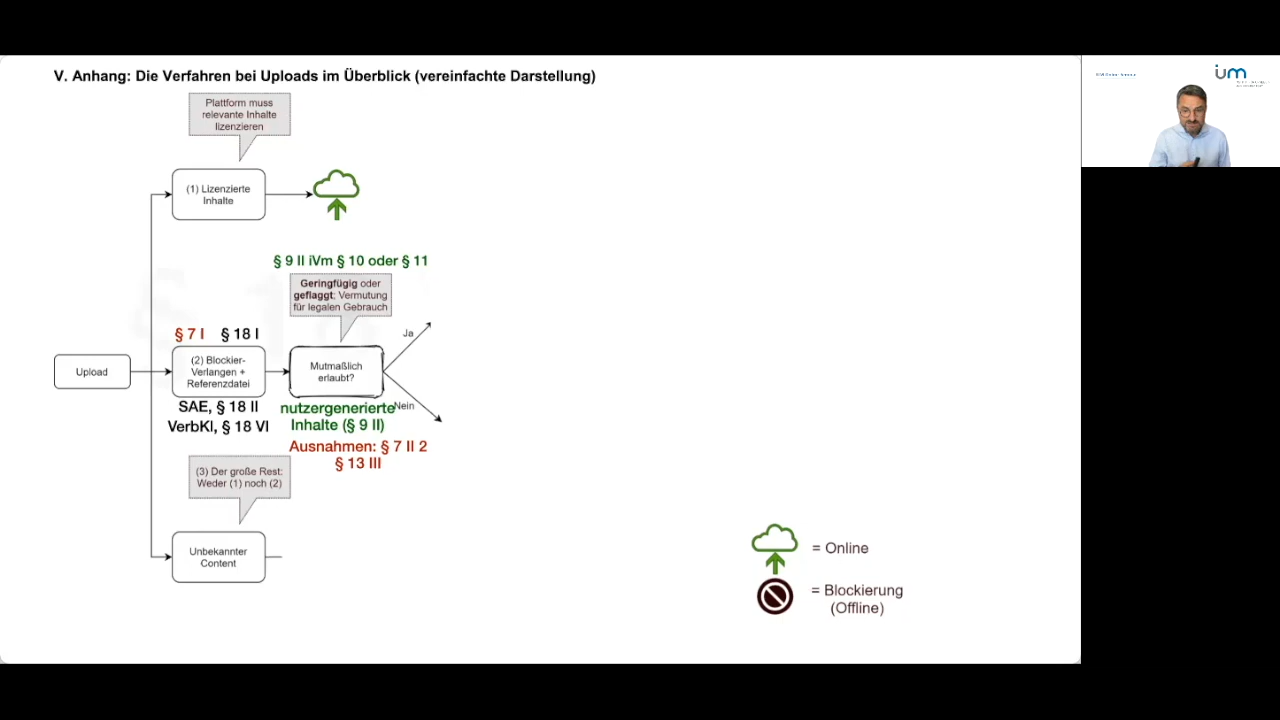 V. Anhang: Die Verfahren bei Uploads im Überblick (vereinfachte Darstellung)
Plattform muss
relevante Inhalte
lizenzieren
(1) Lizenzierte
Inhalte
§ 9 II iVm § 10 oder § 11
Geringfügig oder
geflaggt: Vermutung
für legalen Gebrauch
Ja
§ 7 I § 18 I
Upload
(2) Blockier-
Verlangen +
Referenzdatei
Mutmaßlich
erlaubt?
Nein
SAE, § 18 II
VerbKl, § 18 VI
nutzergenerierte
Inhalte (§ 9 II)
Ausnahmen: § 7 II 2
§ 13 III
(3) Der große Rest:
Weder (1) noch (2)
Unbekannter
Content
= Online
= Blockierung
(Offline)
um